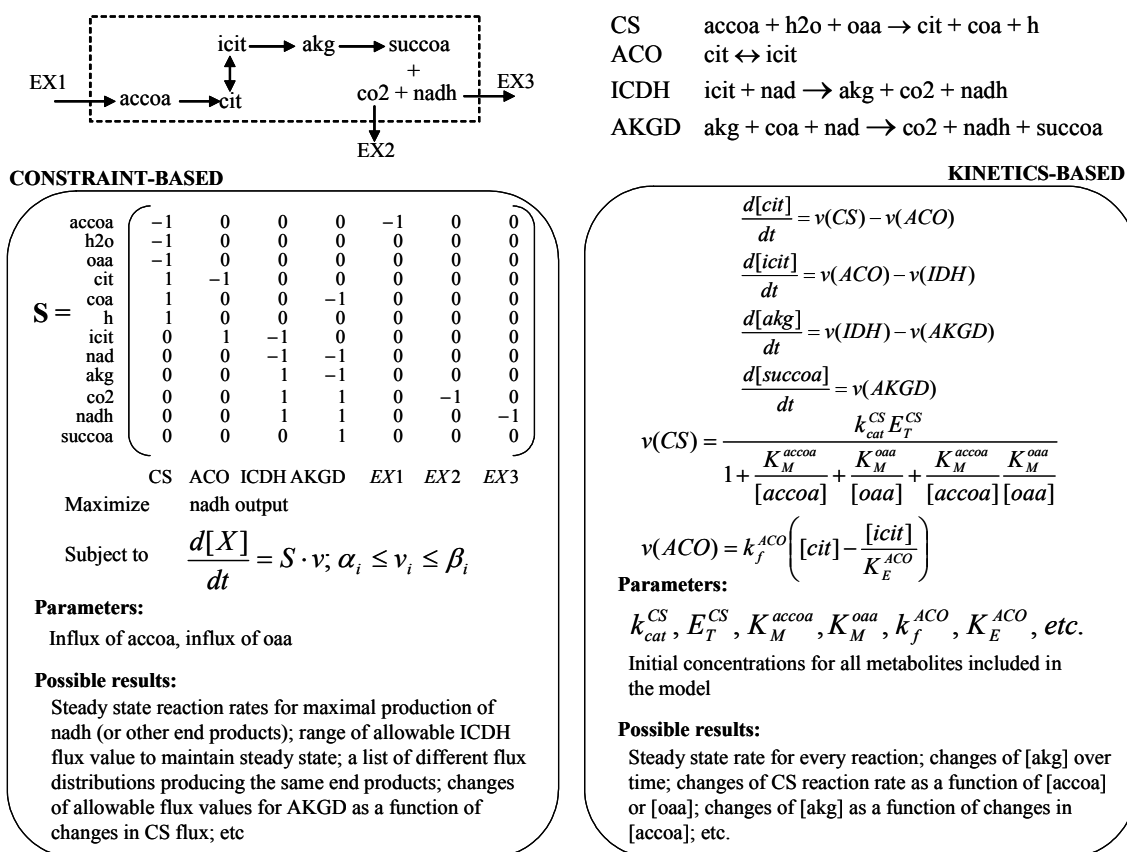 icit akg succoa
+
EX1 accoa cit co2 + nadh EX3
EX2
CS accoa + h2o + oaa → cit + coa + h
ACO cit ↔ icit
ICDH icit + nad → akg + co2 + nadh
AKGD akg + coa + nad → co2 + nadh + succoa
CONSTRAINT-BASED
S =
accoa −1 0 0 0 −1 0 0
h2o −1 0 0 0 0 0 0
oaa −1 0 0 0 0 0 0
cit 1 −1 0 0 0 0 0
coa 1 0 0 −1 0 0 0
h 1 0 0 0 0 0 0
icit 0 1 −1 0 0 0 0
nad 0 0 −1 −1 0 0 0
akg 0 0 1 −1 0 0 0
co2 0 0 1 1 0 −1 0
nadh 0 0 1 1 0 0 −1
succoa 0 0 0 1 0 0 0
CS ACO ICDH AKGD EX1 EX2 EX3
Maximize nadh output
Subject to d[X]/dt = S · v; α_i ≤ v_i ≤ β_i
Parameters:
Influx of accoa, influx of oaa
Possible results:
Steady state reaction rates for maximal production of
nadh (or other end products); range of allowable ICDH
flux value to maintain steady state; a list of different flux
distributions producing the same end products; changes
of allowable flux values for AKGD as a function of
changes in CS flux; etc
KINETICS-BASED
d[cit]/dt = v(CS) − v(ACO)
d[icit]/dt = v(ACO) − v(IDH)
d[akg]/dt = v(IDH) − v(AKGD)
d[succoa]/dt = v(AKGD)
v(CS) = k_cat^CS E_T^CS / (1 + K_M^accoa/[accoa] + K_M^oaa/[oaa] + K_M^accoa/[accoa] K_M^oaa/[oaa])
v(ACO) = k_f^ACO ([cit] − [icit]/K_E^ACO)
Parameters:
k_cat^CS, E_T^CS, K_M^accoa, K_M^oaa, k_f^ACO, K_E^ACO, etc.
Initial concentrations for all metabolites included in
the model
Possible results:
Steady state rate for every reaction; changes of [akg] over
time; changes of CS reaction rate as a function of [accoa]
or [oaa]; changes of [akg] as a function of changes in
[accoa]; etc.